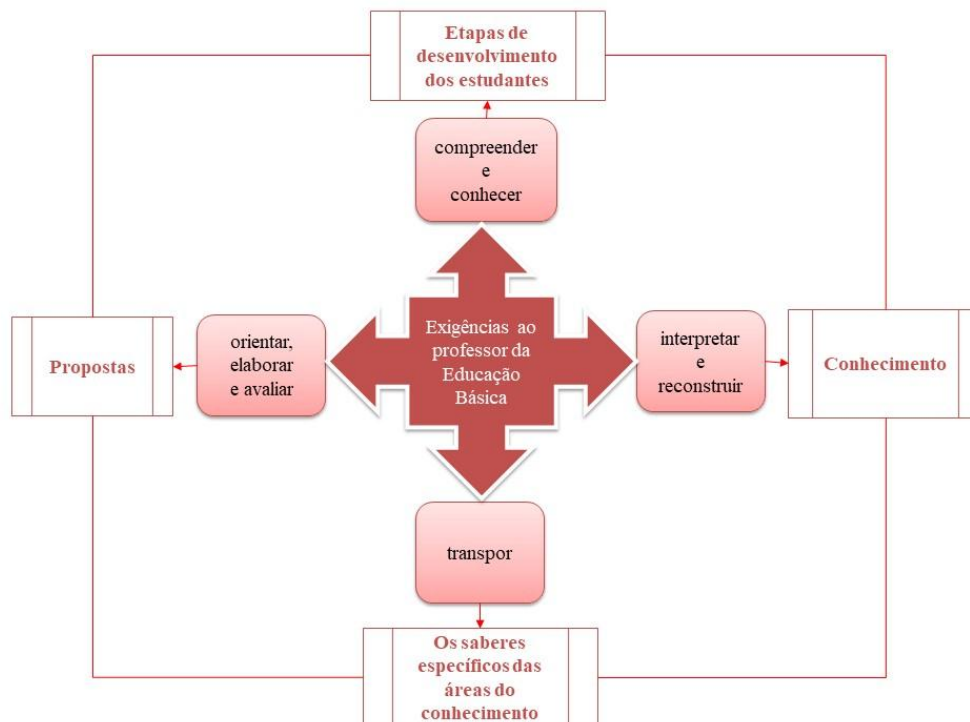 Etapas de
desenvolvimento
dos estudantes
compreender
e
conhecer
Propostas
orientar,
elaborar
e avaliar
Exigências ao
professor da
Educação
Básica
interpretar
e
reconstruir
Conhecimento
transpor
Os saberes
específicos das
áreas do
conhecimento